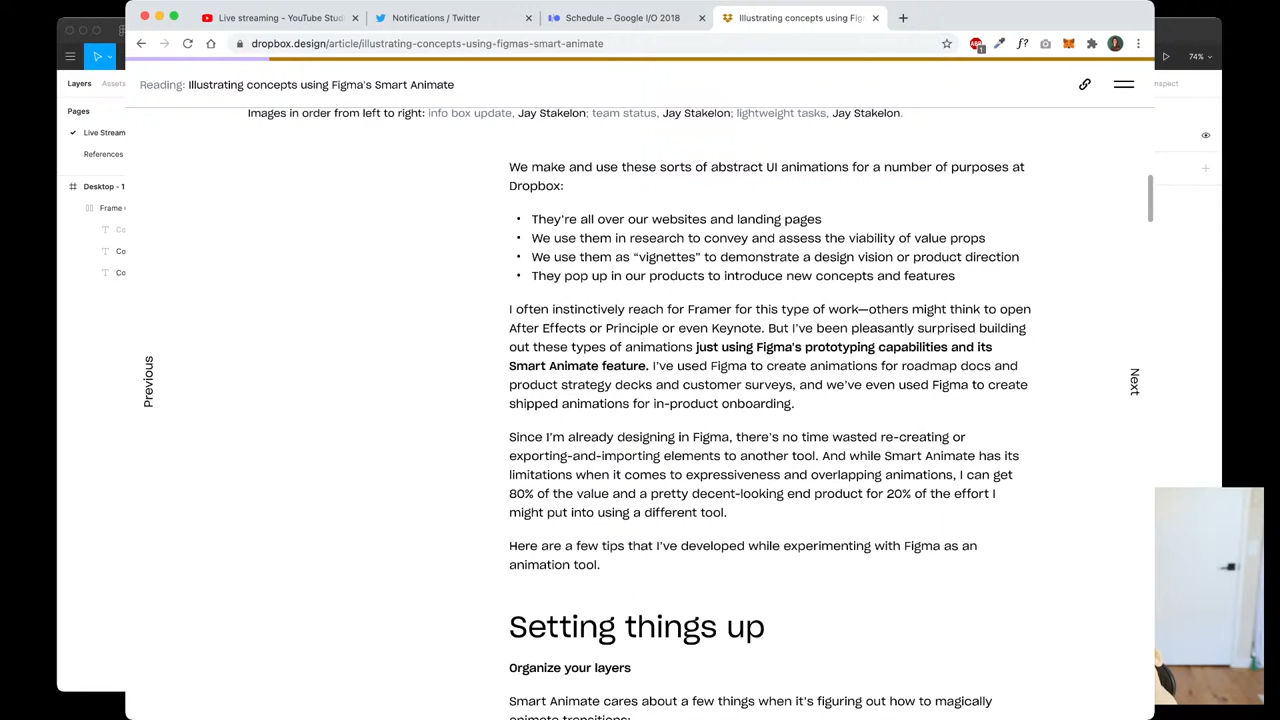 Live streaming - YouTube Stud
Notifications / Twitter
Schedule – Google I/O 2018
Illustrating concepts using Fig
dropbox.design/article/illustrating-concepts-using-figmas-smart-animate
74%
Layers
Assets
Pages
Live Stream
References
Desktop - 1
Frame
Co
Co
Co
Reading: Illustrating concepts using Figma's Smart Animate
Images in order from left to right: info box update, Jay Stakelon; team status, Jay Stakelon; lightweight tasks, Jay Stakelon.
We make and use these sorts of abstract UI animations for a number of purposes at
Dropbox:
• They're all over our websites and landing pages
• We use them in research to convey and assess the viability of value props
• We use them as “vignettes” to demonstrate a design vision or product direction
• They pop up in our products to introduce new concepts and features
I often instinctively reach for Framer for this type of work—others might think to open
After Effects or Principle or even Keynote. But I've been pleasantly surprised building
out these types of animations just using Figma's prototyping capabilities and its
Smart Animate feature. I've used Figma to create animations for roadmap docs and
product strategy decks and customer surveys, and we've even used Figma to create
shipped animations for in-product onboarding.
Since I'm already designing in Figma, there's no time wasted re-creating or
exporting-and-importing elements to another tool. And while Smart Animate has its
limitations when it comes to expressiveness and overlapping animations, I can get
80% of the value and a pretty decent-looking end product for 20% of the effort I
might put into using a different tool.
Here are a few tips that I've developed while experimenting with Figma as an
animation tool.
Setting things up
Organize your layers
Smart Animate cares about a few things when it's figuring out how to magically
animate transitions:
Previous
Next
nspect